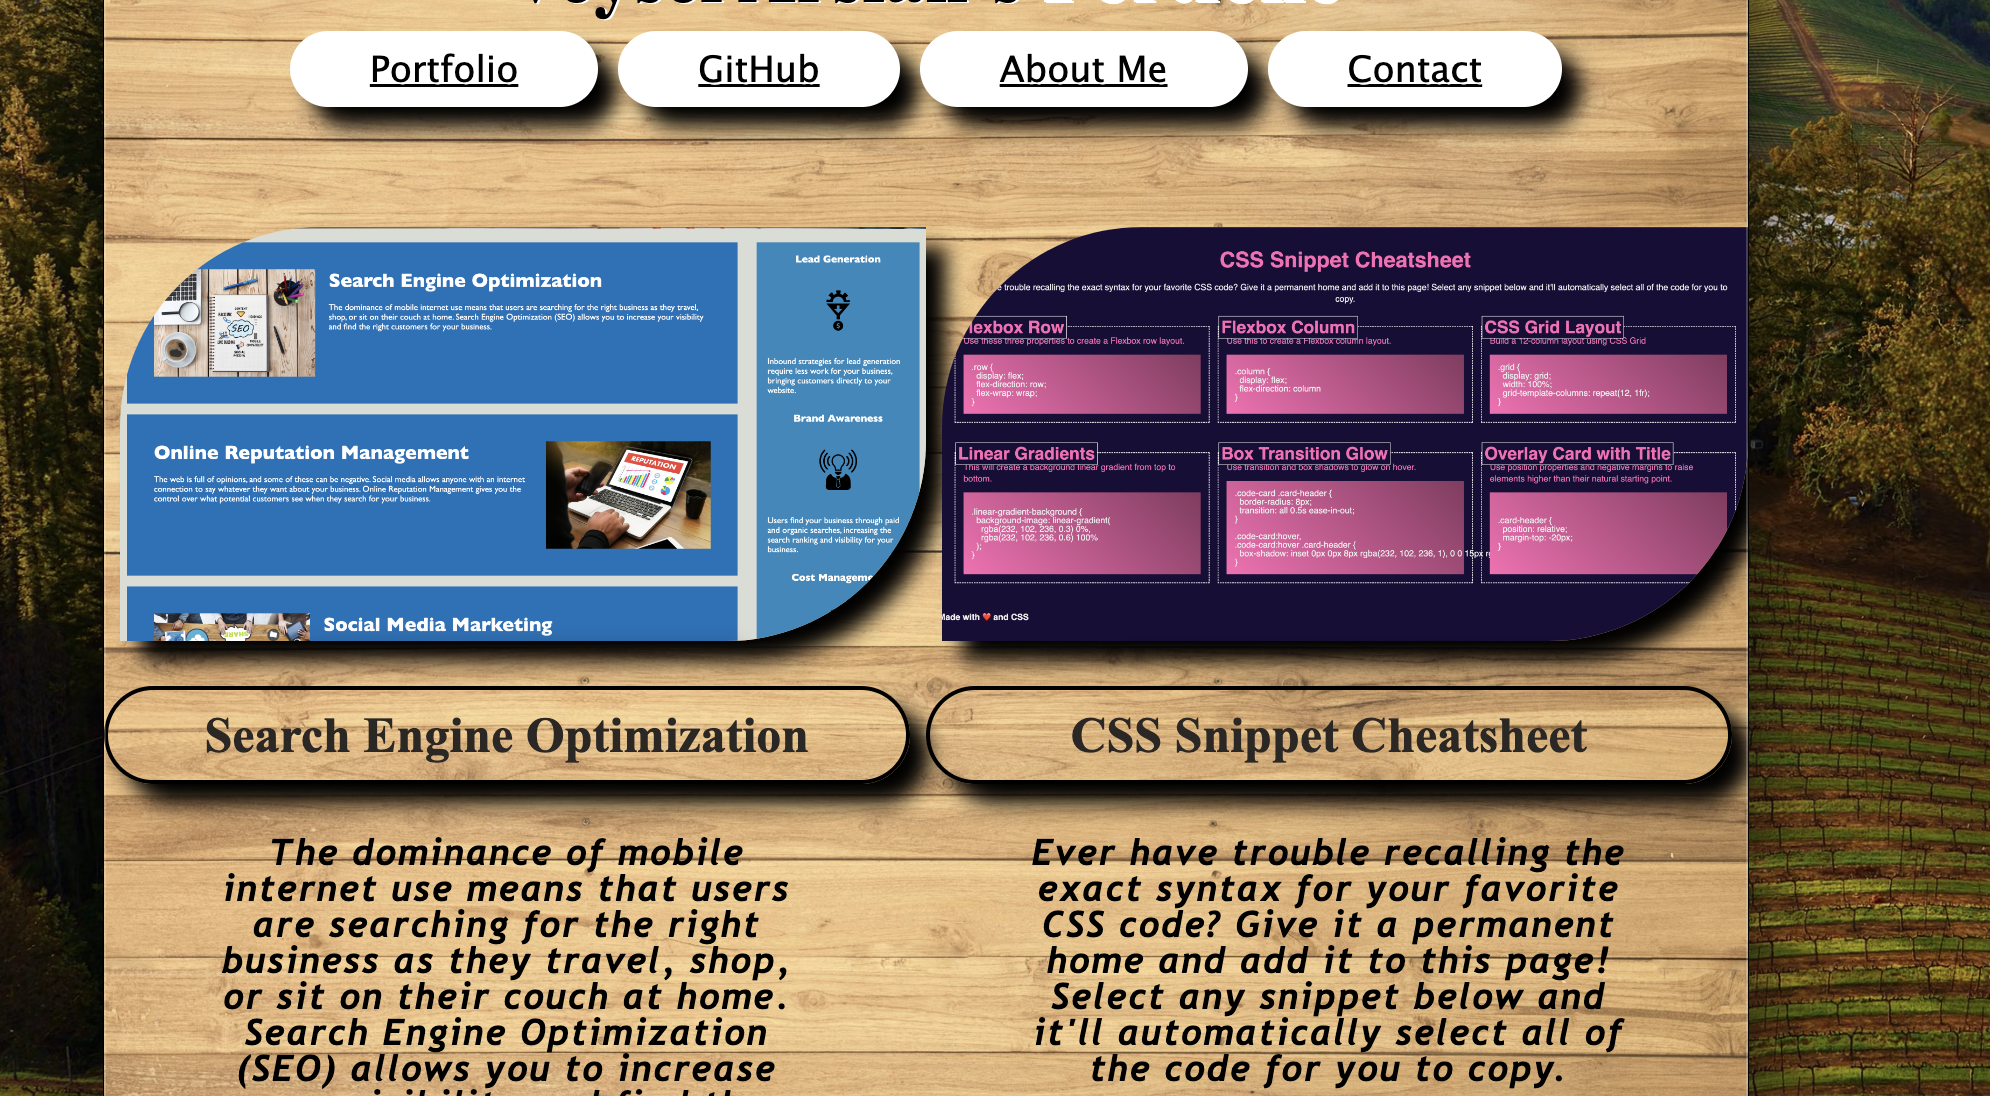 Portfolio GitHub About Me Contact
Search Engine Optimization
The dominance of mobile internet use means that users are searching for the right business as they travel,
shop, or sit on their couch at home. Search Engine Optimization (SEO) allows you to increase your visibility
and find the right customers for your business.
SEO
Online Reputation Management
The web is full of opinions, and some of these can be negative. Social media allows anyone with an internet
connection to say whatever they want about your business. Online Reputation Management gives you the
control over what potential customers see when they search for your business.
REPUTATION
Social Media Marketing
Lead Generation
Inbound strategies for lead generation
require less work for your business,
bringing customers directly to your
website.
Brand Awareness
Users find your business through paid
and organic searches, increasing the
search ranking and visibility for your
business.
Cost
CSS Snippet Cheatsheet
trouble recalling the exact syntax for your favorite CSS code? Give it a permanent home and add it to this page! Select any snippet below and it'll automatically select all of the code for you to
copy.
lexbox Row
Use these three properties to create a Flexbox row layout.
.row {
display: flex;
flex-direction: row;
flex-wrap: wrap;
}
Flexbox Column
Use this to create a Flexbox column layout.
.column {
display: flex;
flex-direction: column
}
CSS Grid Layout
Build a 12-column layout using CSS Grid
.grid {
display: grid;
width: 100%;
grid-template-columns: repeat(12, 1fr);
}
Linear Gradients
This will create a background linear gradient from top to
bottom.
.linear-gradient-background {
background-image: linear-gradient(
rgba(232, 102, 236, 0.3) 0%,
rgba(232, 102, 236, 0.6) 100%
);
}
Box Transition Glow
Use transition and box shadows to glow on hover.
.code-card .card-header {
border-radius: 8px;
transition: all 0.5s ease-in-out;
}
.code-card:hover,
.code-card:hover .card-header {
box-shadow: inset 0px 0px 8px rgba(232, 102, 236, 1), 0 0 15px
}
Overlay Card with Title
Use position properties and negative margins to raise
elements higher than their natural starting point.
.card-header {
position: relative;
margin-top: -20px;
}
Made with ❤️ and CSS
Search Engine Optimization
The dominance of mobile
internet use means that users
are searching for the right
business as they travel, shop,
or sit on their couch at home.
Search Engine Optimization
(SEO) allows you to increase
CSS Snippet Cheatsheet
Ever have trouble recalling the
exact syntax for your favorite
CSS code? Give it a permanent
home and add it to this page!
Select any snippet below and
it'll automatically select all of
the code for you to copy.